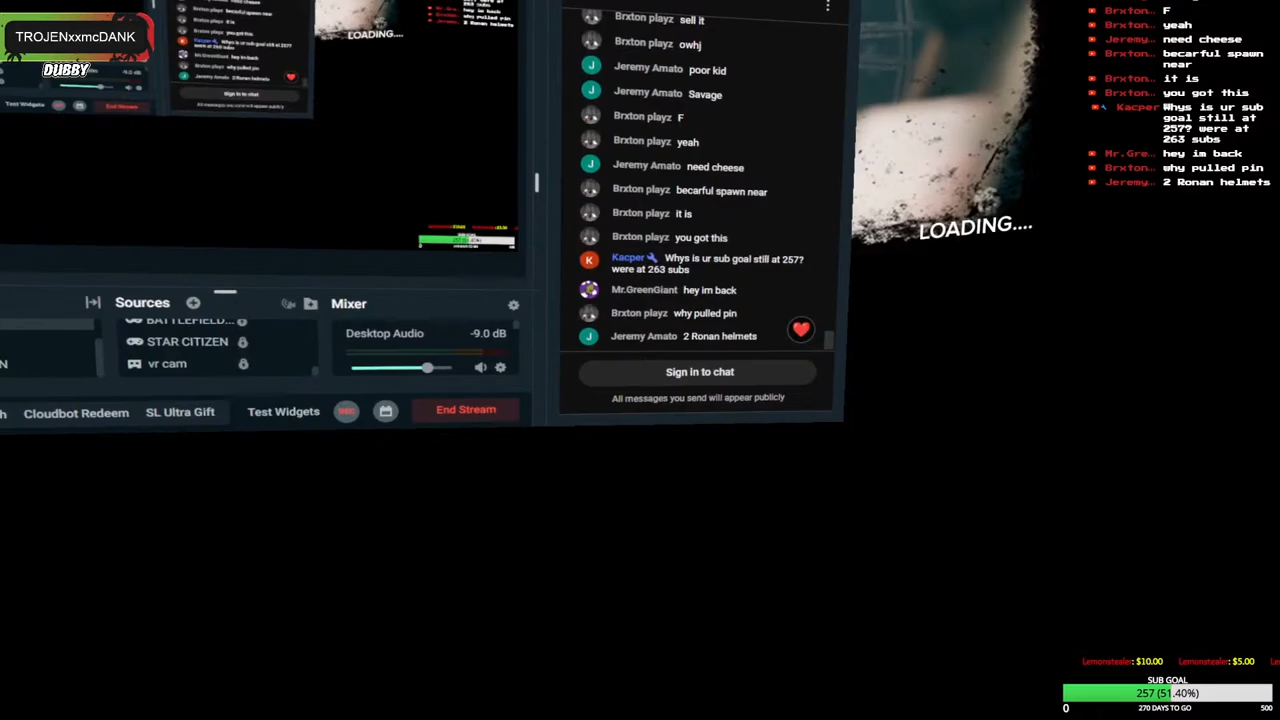 TROJENxxmcDANK
DUBBY
LOADING....
Brxton playz sell it
Brxton playz owhj
Jeremy Amato poor kid
Jeremy Amato Savage
Brxton playz F
Brxton playz yeah
Jeremy Amato need cheese
Brxton playz becarful spawn near
Brxton playz it is
Brxton playz you got this
Kacper Whys is ur sub goal still at 257?
were at 263 subs
Mr.GreenGiant hey im back
Brxton playz why pulled pin
Jeremy Amato 2 Ronan helmets
Sign in to chat
All messages you send will appear publicly
Sources
BATTLEFIELD...
STAR CITIZEN
vr cam
Mixer
Desktop Audio -9.0 dB
Cloudbot Redeem SL Ultra Gift Test Widgets REC End Stream
LOADING....
Brxton... F
Brxton... yeah
Jeremy... need cheese
Brxton... becarful spawn
near
Brxton... it is
Brxton... you got this
Kacper Whys is ur sub
goal still at
257? were at
263 subs
Mr.Gre... hey im back
Brxton... why pulled pin
Jeremy... 2 Ronan helmets
Lemonstealer: $10.00 Lemonstealer: $5.00
SUB GOAL
257 (51.40%)
0 270 DAYS TO GO 500